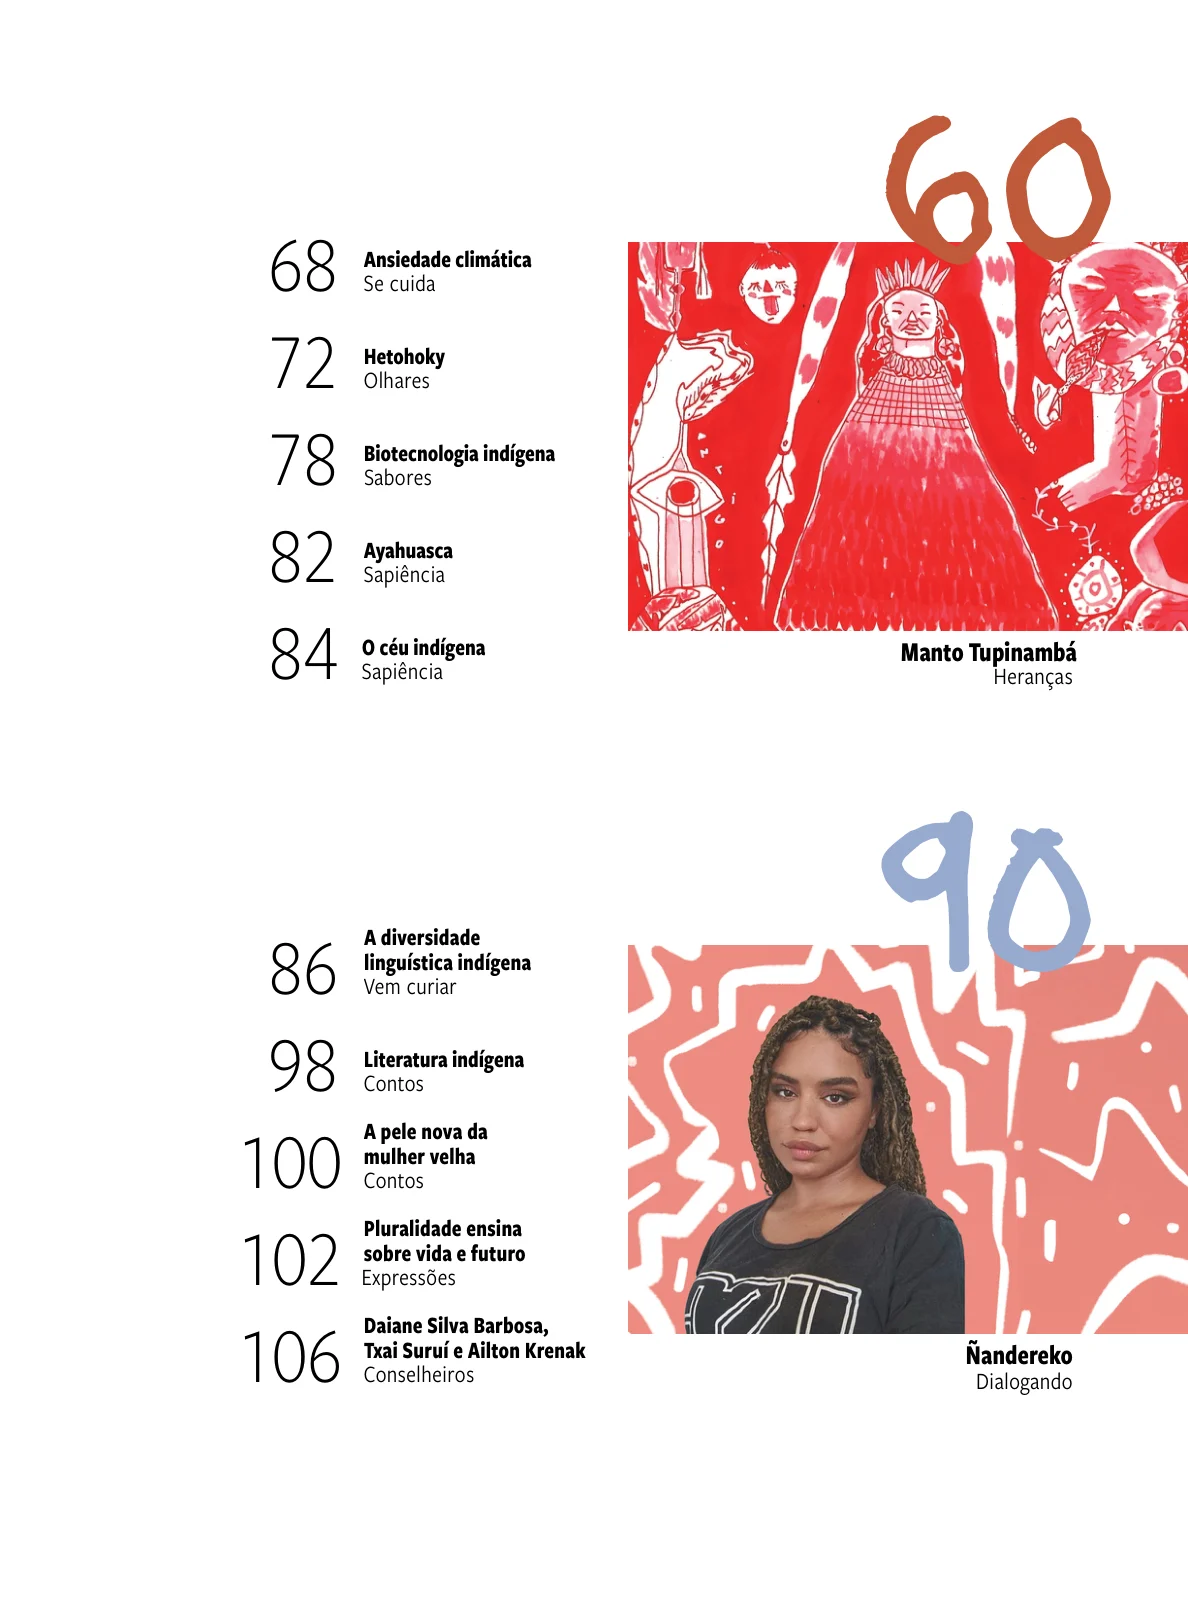 60
68
Ansiedade climática
Se cuida
72
Hetohoky
Olhares
78
Biotecnologia indígena
Sabores
82
Ayahuasca
Sapiência
84
O céu indígena
Sapiência
ANTIGO
Manto Tupinambá
Heranças
90
86
A diversidade
linguística indígena
Vem curiar
98
Literatura indígena
Contos
100
A pele nova da
mulher velha
Contos
102
Pluralidade ensina
sobre vida e futuro
Expressões
106
Daiane Silva Barbosa,
Txai Suruí e Ailton Krenak
Conselheiros
Ñandereko
Dialogando